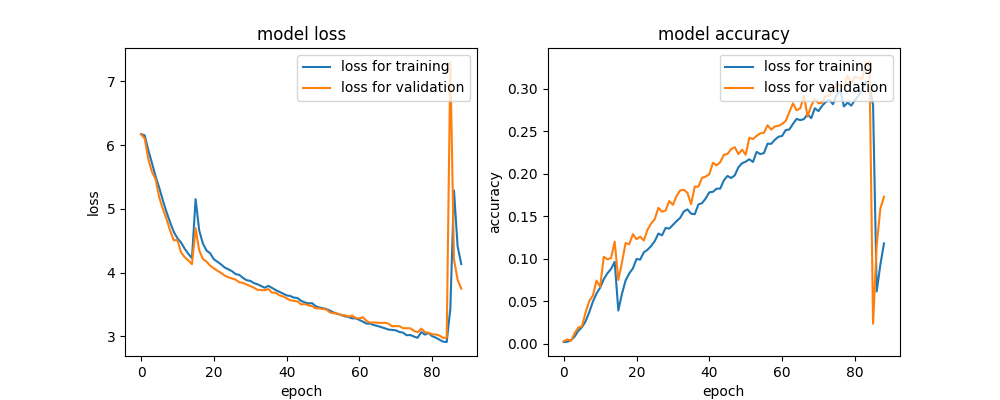 model loss
loss for training
loss for validation
7
6
5
4
3
loss
0
20
40
60
80
epoch
model accuracy
loss for training
loss for validation
0.30
0.25
0.20
0.15
0.10
0.05
0.00
accuracy
0
20
40
60
80
epoch